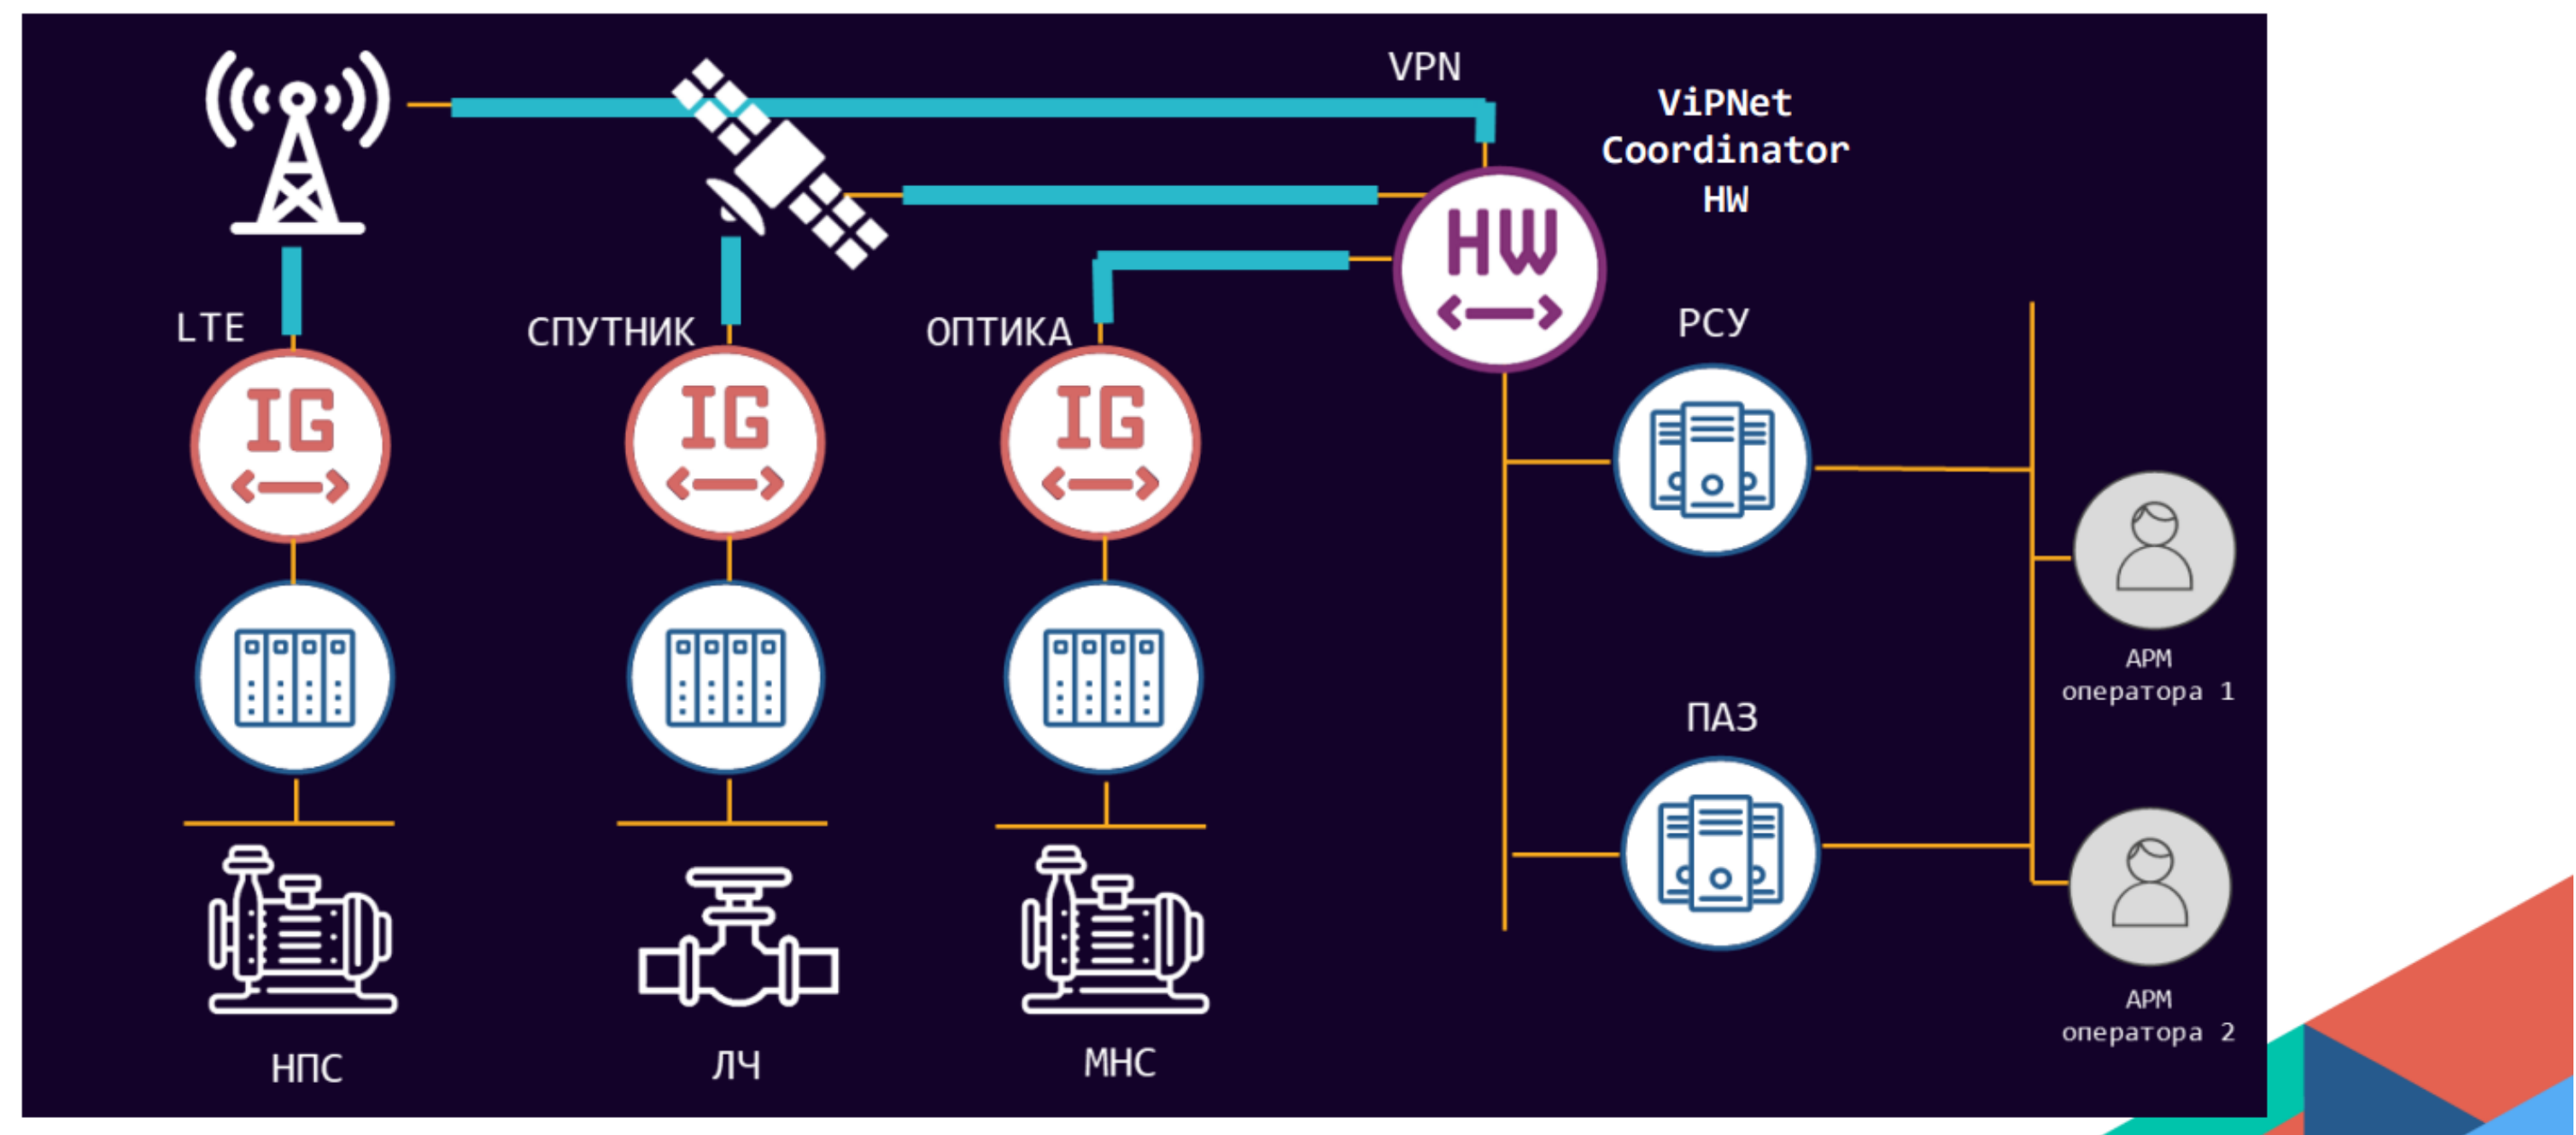 VPN
ViPNet
Coordinator
HW
HW
LTE
СПУТНИК
ОПТИКА
РСУ
IG
IG
IG
АРМ
оператора 1
ПАЗ
АРМ
оператора 2
НПС
ЛЧ
МНС